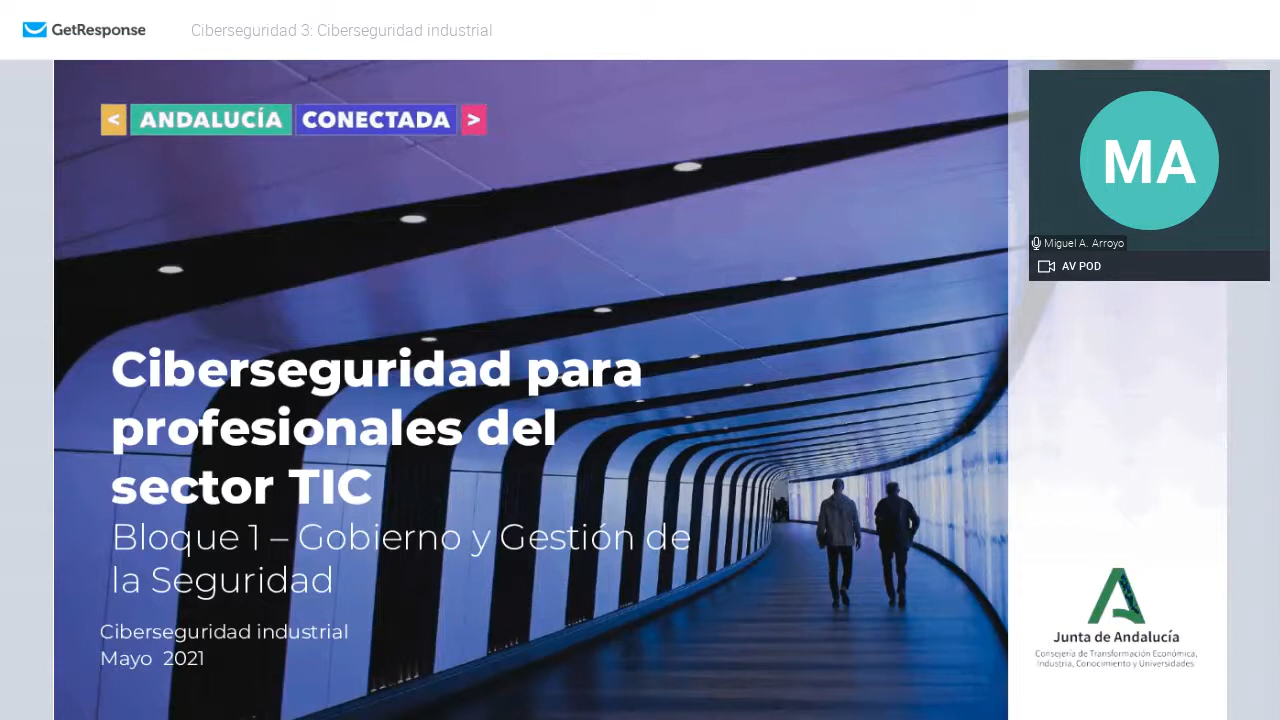 GetResponse
Ciberseguridad 3: Ciberseguridad industrial
< ANDALUCÍA CONECTADA >
MA
Miguel A. Arroyo
AV POD
Ciberseguridad para
profesionales del
sector TIC
Bloque 1 – Gobierno y Gestión de
la Seguridad
Ciberseguridad industrial
Mayo 2021
Junta de Andalucía
Consejería de Transformación Económica,
Industria, Conocimiento y Universidades